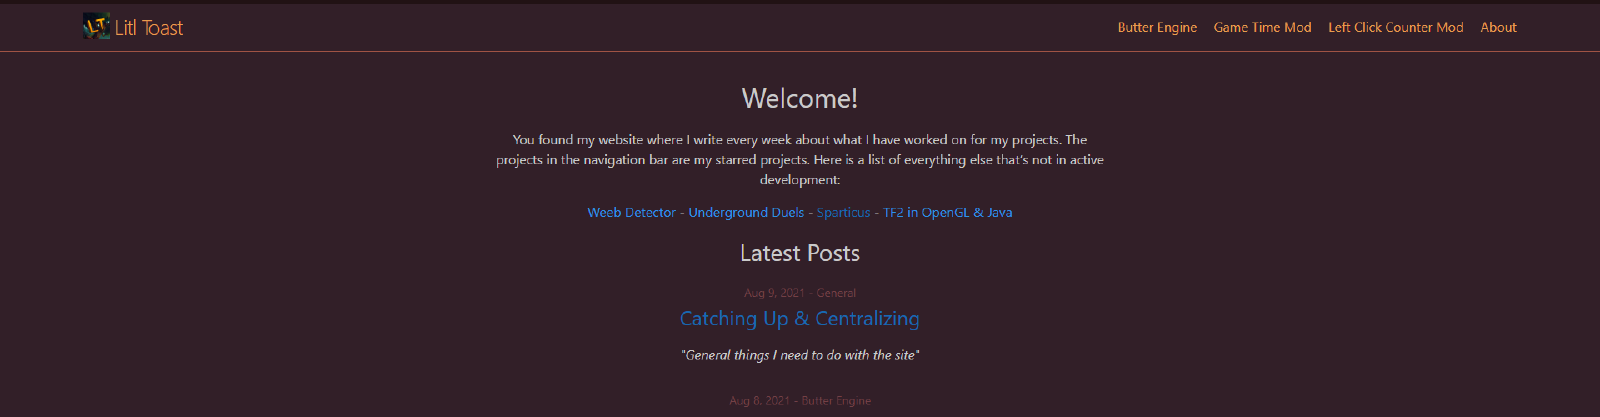 LT Litl Toast
Butter Engine Game Time Mod Left Click Counter Mod About
Welcome!
You found my website where I write every week about what I have worked on for my projects. The
projects in the navigation bar are my starred projects. Here is a list of everything else that's not in active
development:
Weeb Detector - Underground Duels - Sparticus - TF2 in OpenGL & Java
Latest Posts
Aug 9, 2021 - General
Catching Up & Centralizing
"General things I need to do with the site"
Aug 8, 2021 - Butter Engine